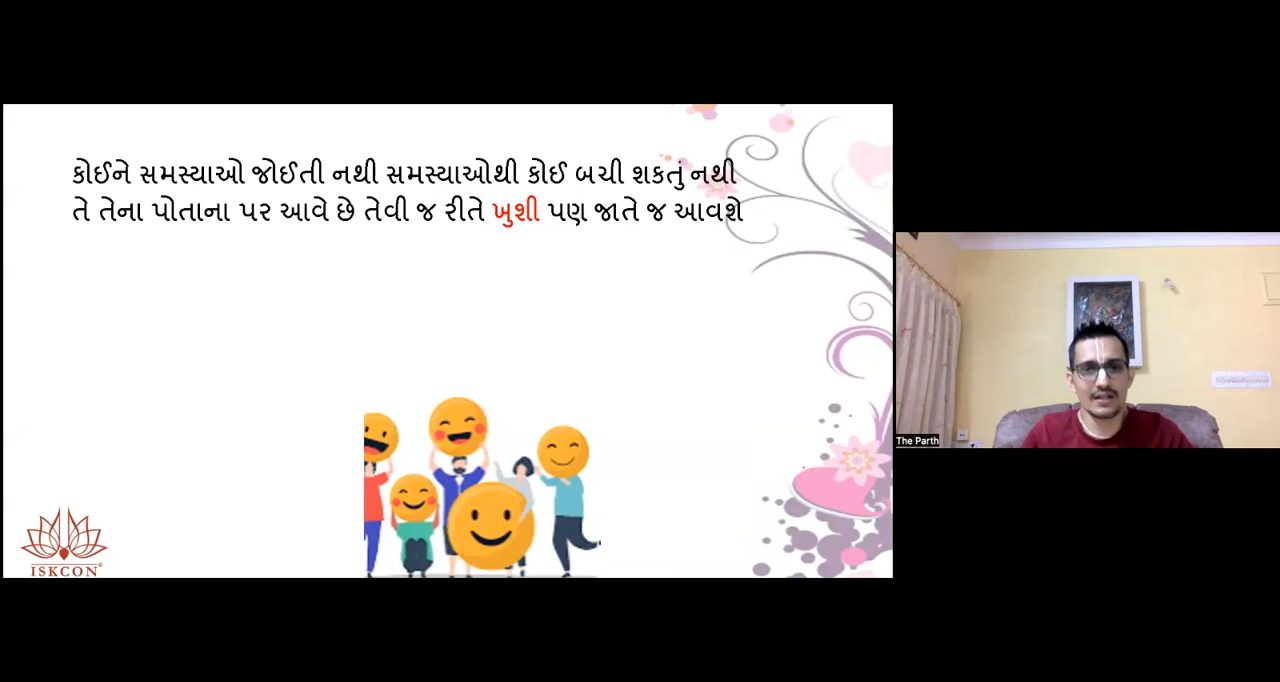 કોઈને સમસ્યાઓ જોઈતી નથી સમસ્યાઓથી કોઈ બચી શકતું નથી
તે તેના પોતાના પર આવે છે તેવી જ રીતે ખુશી પણ જાતે જ આવશે
ISKCON®
The Parth